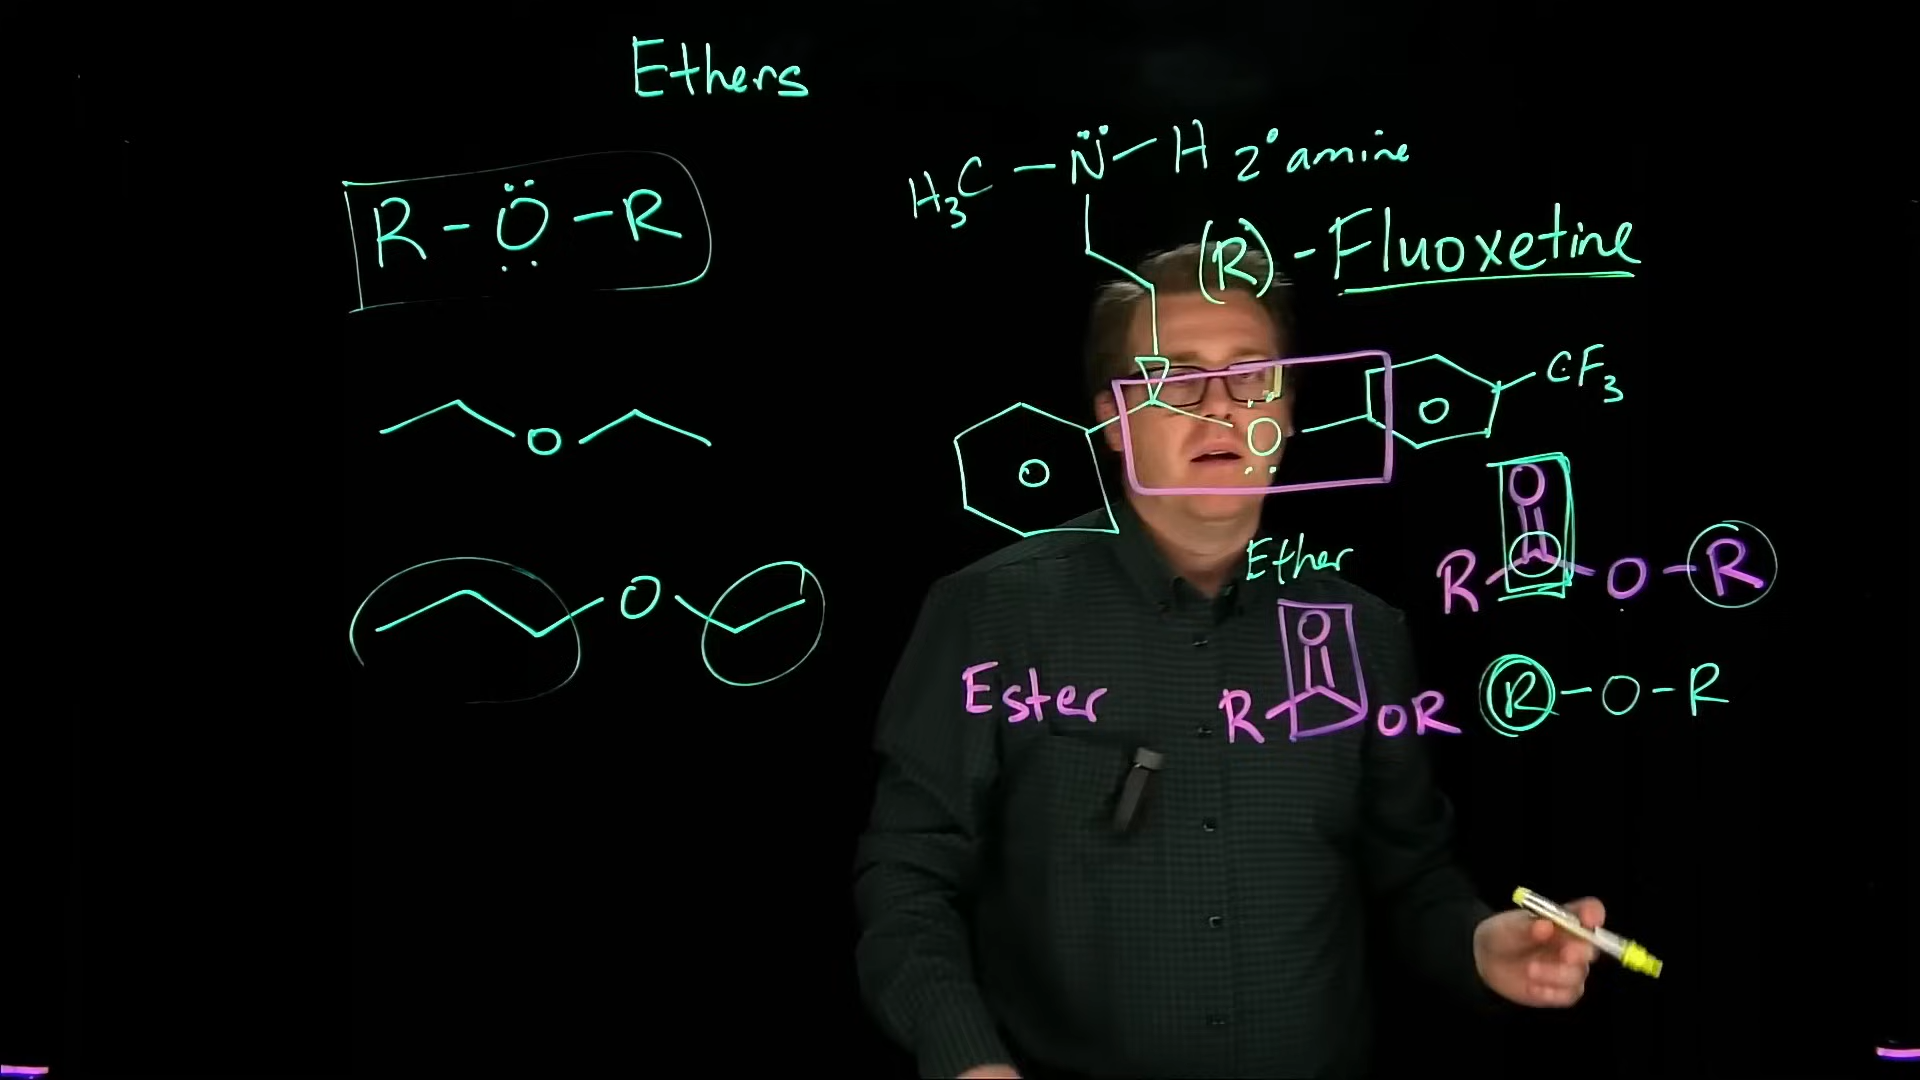 Ethers
H3C – N – H 2° amine
R – O – R
(R) - Fluoxetine
CF3
O
O
O
O
O
O
R O – R
Ether
O
O
Ester
R OR
R – O – R